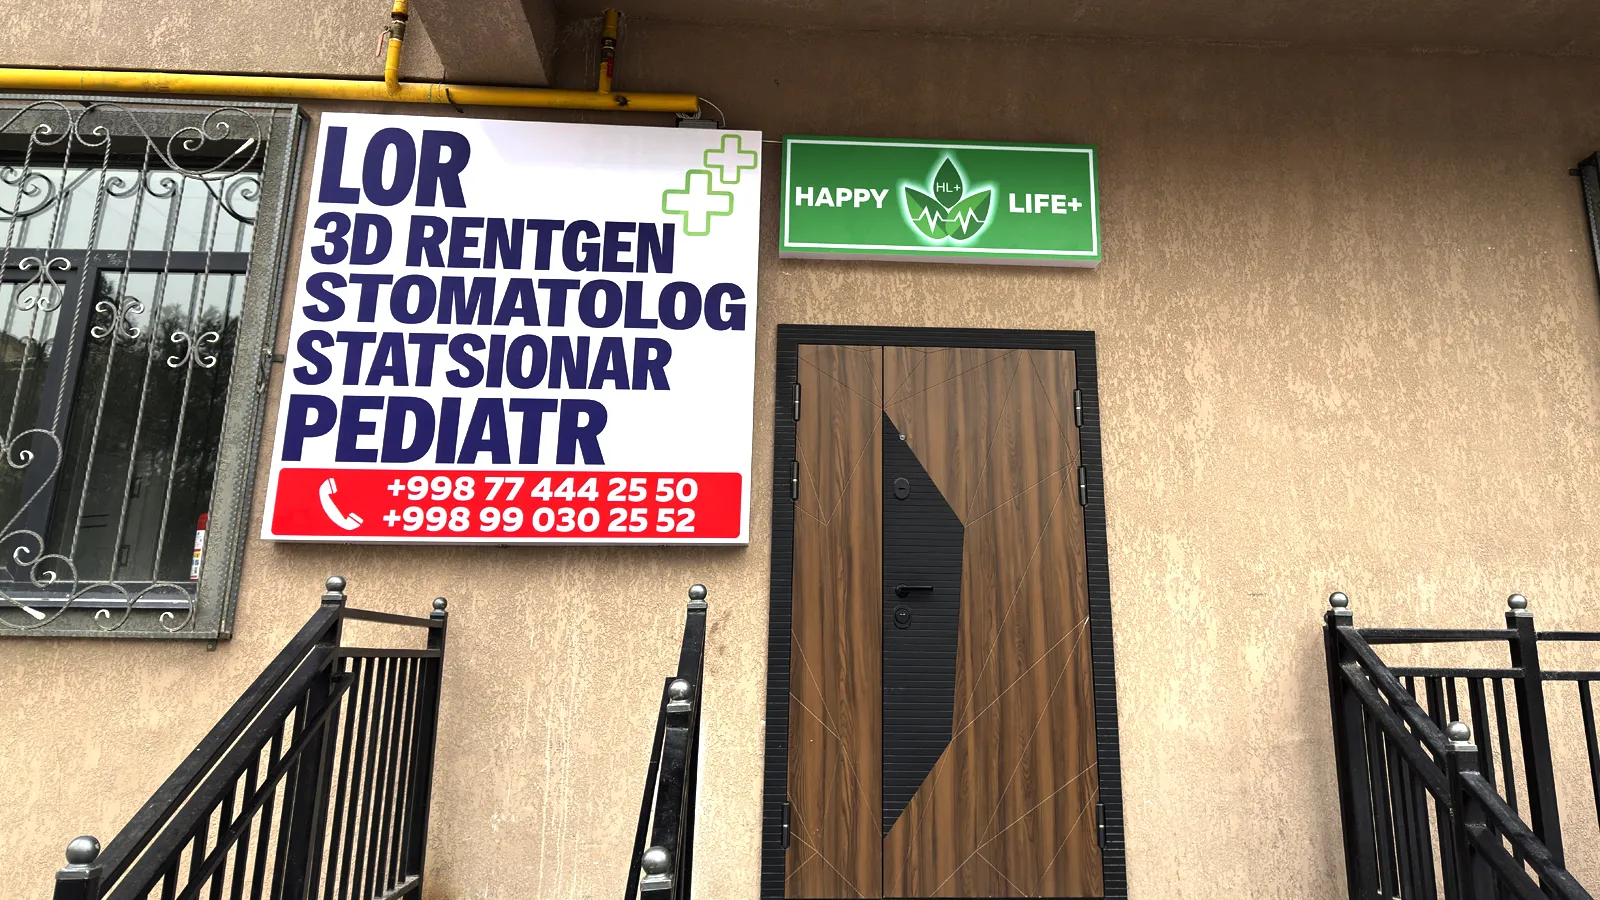 LOR
3D RENTGEN
STOMATOLOG
STATSIONAR
PEDIATR
+998 77 444 25 50
+998 99 030 25 52
HAPPY HL+ LIFE+